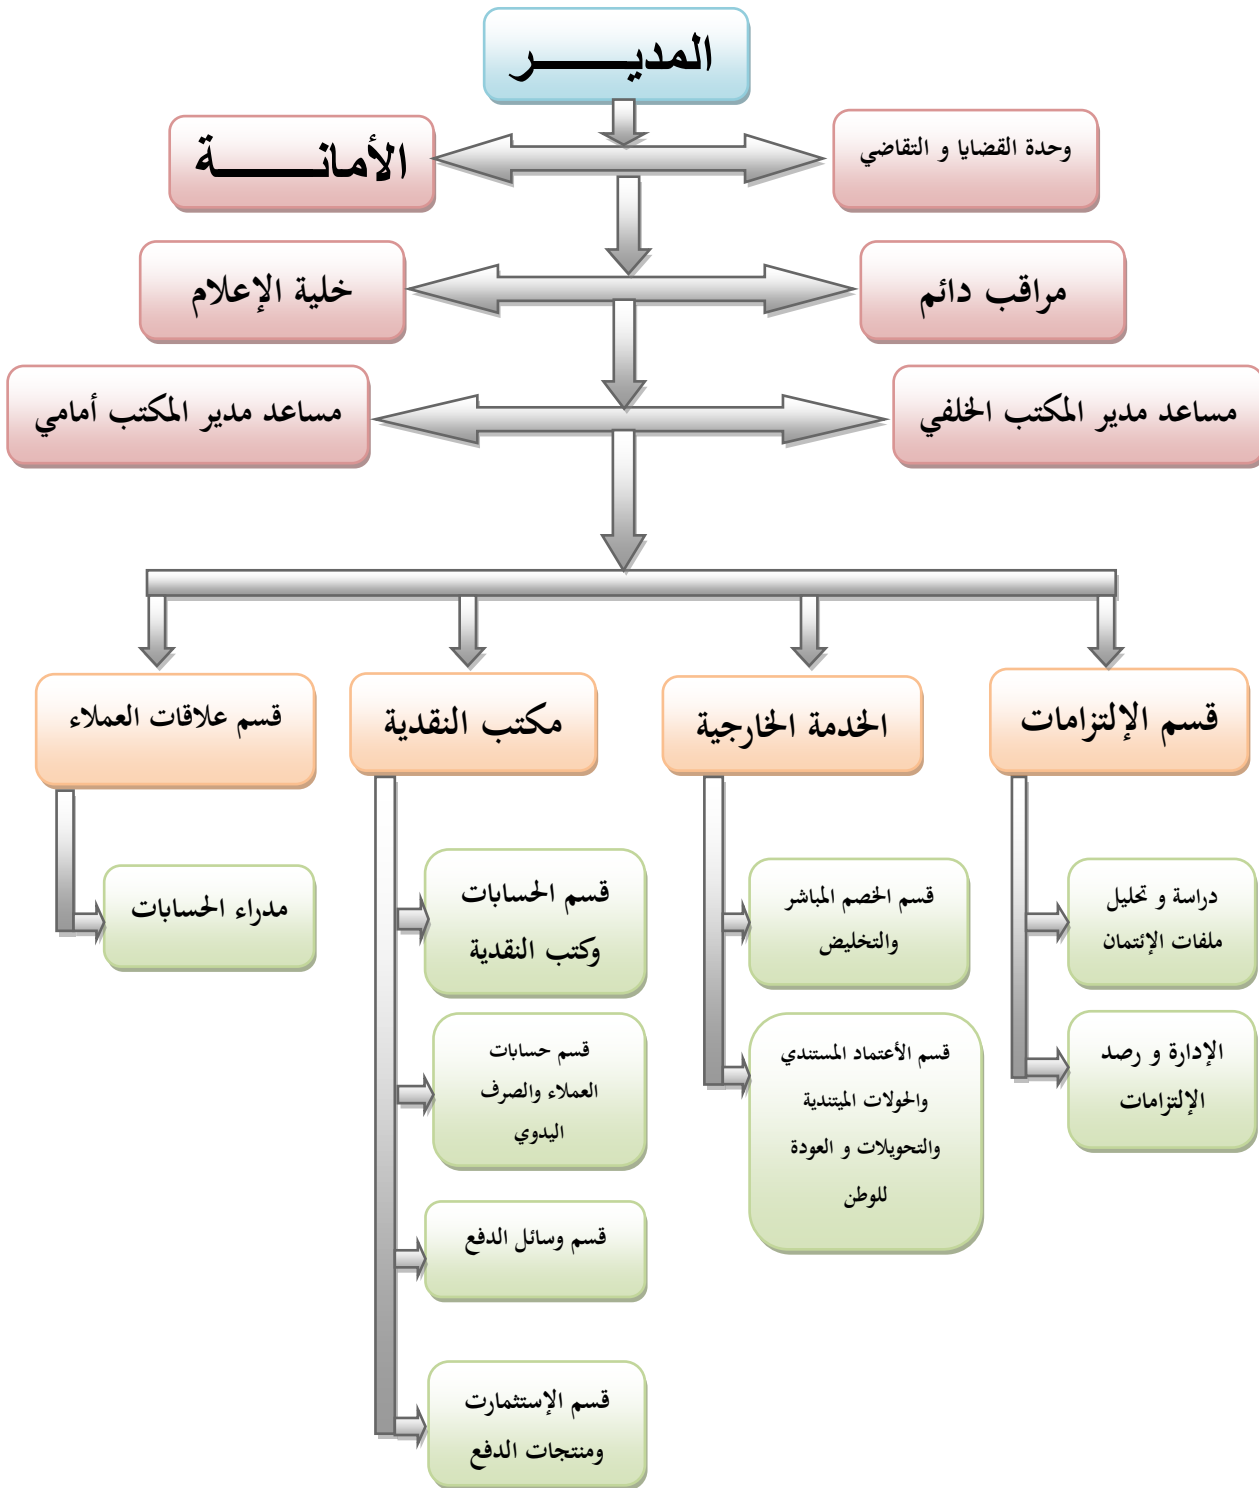 المديــــــر
وحدة القضايا و التقاضي
الأمانــــــة
مراقب دائم
خلية الإعلام
مساعد مدير المكتب الخلفي
مساعد مدير المكتب أمامي
قسم الإلتزامات
الخدمة الخارجية
مكتب النقدية
قسم علاقات العملاء
دراسة و تحليل
ملفات الإئتمان
الإدارة و رصد
الإلتزامات
قسم الخصم المباشر
والتخليض
قسم الأعتماد المستندي
والحولات الميتندية
والتحويلات و العودة
للوطن
قسم الحسابات
وكتب النقدية
قسم حسابات
العملاء والصرف
اليدوي
قسم وسائل الدفع
قسم الإستثمارت
ومنتجات الدفع
مدراء الحسابات